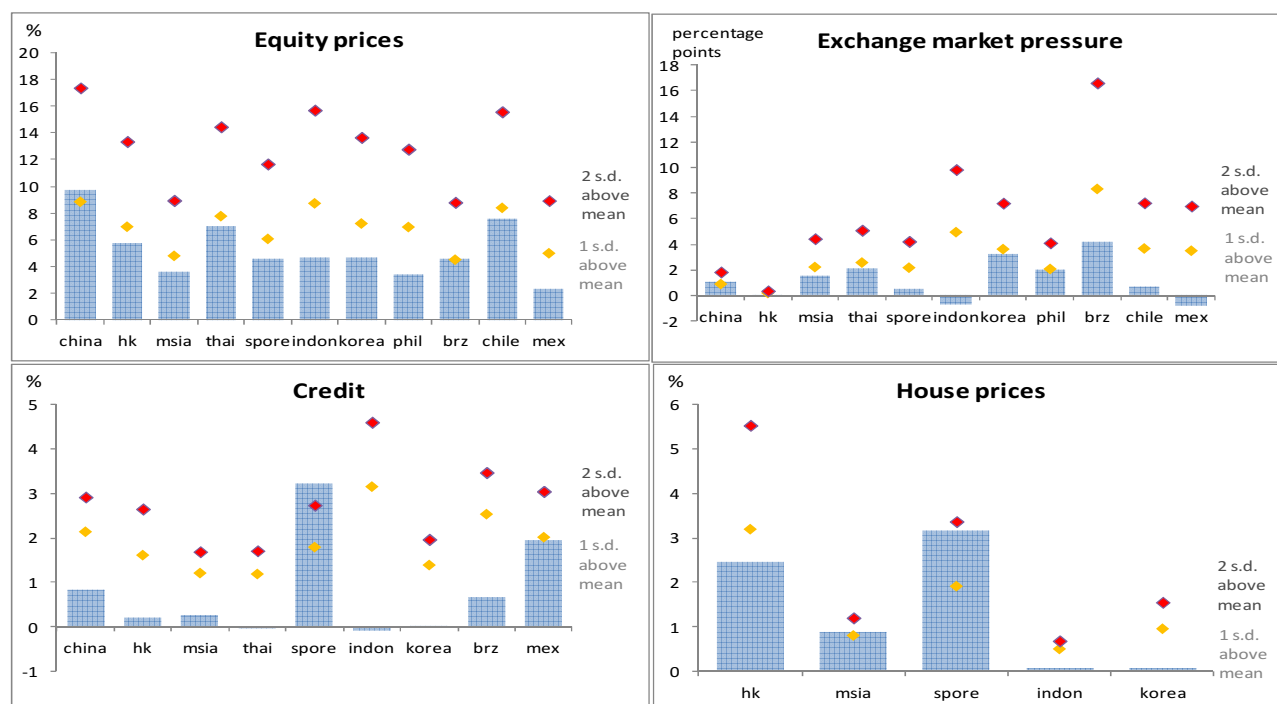 %
Equity prices
20
18
16
14
12
10
8
6
4
2
0
2 s.d.
above
mean
1 s.d.
above
mean
china hk msia thai spore indon korea phil brz chile mex
percentage
points
Exchange market pressure
18
16
14
12
10
8
6
4
2
0
-2
2 s.d.
above
mean
1 s.d.
above
mean
china hk msia thai spore indon korea phil brz chile mex
%
Credit
5
4
3
2
1
0
-1
2 s.d.
above
mean
1 s.d.
above
mean
china hk msia thai spore indon korea brz mex
%
House prices
6
5
4
3
2
1
0
2 s.d.
above
mean
1 s.d.
above
mean
hk msia spore indon korea